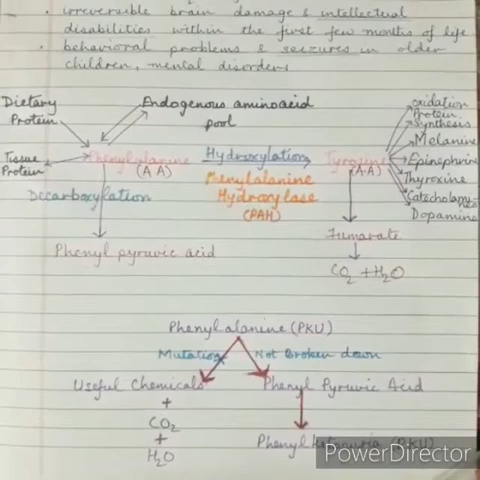 irreversible brain damage & intellectual
disabilities within the first few months of life
behavioral problems & seizures in older
children, mental disorders
Dietary
Protein
Endogenous aminoacid
pool
oxidation
Protein
Synthesis
Melanine
Epinephrine
Thyroxine
Catecholamines
Dopamine
Tissue
Protein
Phenylalanine
(A A)
Hydroxylation
Phenylalanine
Hydroxylase
(PAH)
Tyrosine
(A·A)
Decarboxylation
Phenyl pyruvic acid
Fumarate
CO2 + H2O
Phenylalanine (PKU)
Mutation
Not Broken down
Useful Chemicals
+
CO2
+
H2O
Phenyl Pyruvic Acid
Phenylketonuria (PKU)
PowerDirector